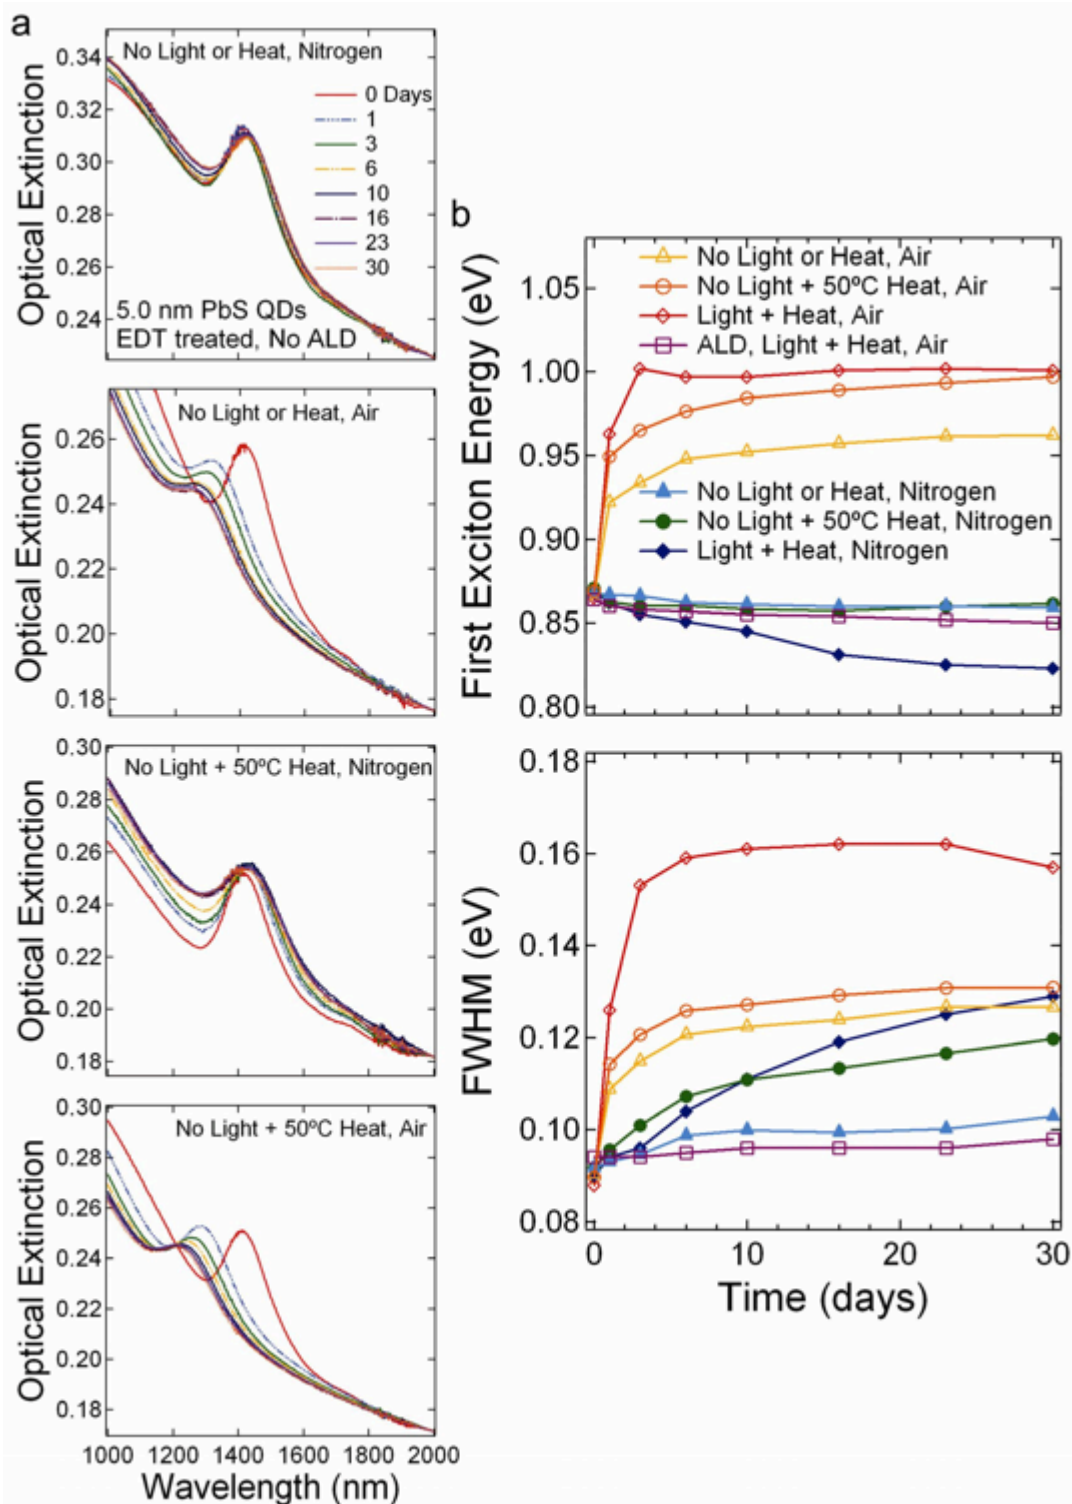 a
No Light or Heat, Nitrogen
0 Days
1
3
6
10
16
23
30
5.0 nm PbS QDs
EDT treated, No ALD
Optical Extinction
0.34
0.32
0.30
0.28
0.26
0.24
No Light or Heat, Air
Optical Extinction
0.26
0.24
0.22
0.20
0.18
No Light + 50ºC Heat, Nitrogen
Optical Extinction
0.30
0.28
0.26
0.24
0.22
0.20
0.18
No Light + 50ºC Heat, Air
Optical Extinction
0.30
0.28
0.26
0.24
0.22
0.20
0.18
1000 1200 1400 1600 1800 2000
Wavelength (nm)
b
No Light or Heat, Air
No Light + 50ºC Heat, Air
Light + Heat, Air
ALD, Light + Heat, Air
No Light or Heat, Nitrogen
No Light + 50ºC Heat, Nitrogen
Light + Heat, Nitrogen
First Exciton Energy (eV)
1.05
1.00
0.95
0.90
0.85
0.80
FWHM (eV)
0.18
0.16
0.14
0.12
0.10
0.08
0 10 20 30
Time (days)